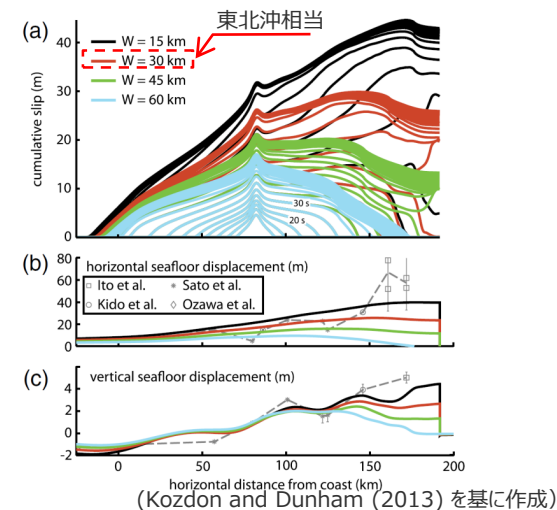 東北沖相当
(a)
W = 15 km
W = 30 km
W = 45 km
W = 60 km
40
30
20
10
0
cumulative slip (m)
30 s
20 s
(b)
horizontal seafloor displacement (m)
Ito et al.
Sato et al.
Kido et al.
Ozawa et al.
80
60
40
20
0
(c)
vertical seafloor displacement (m)
6
4
2
0
-2
0
50
100
150
200
horizontal distance from coast (km)
(Kozdon and Dunham (2013) を基に作成)